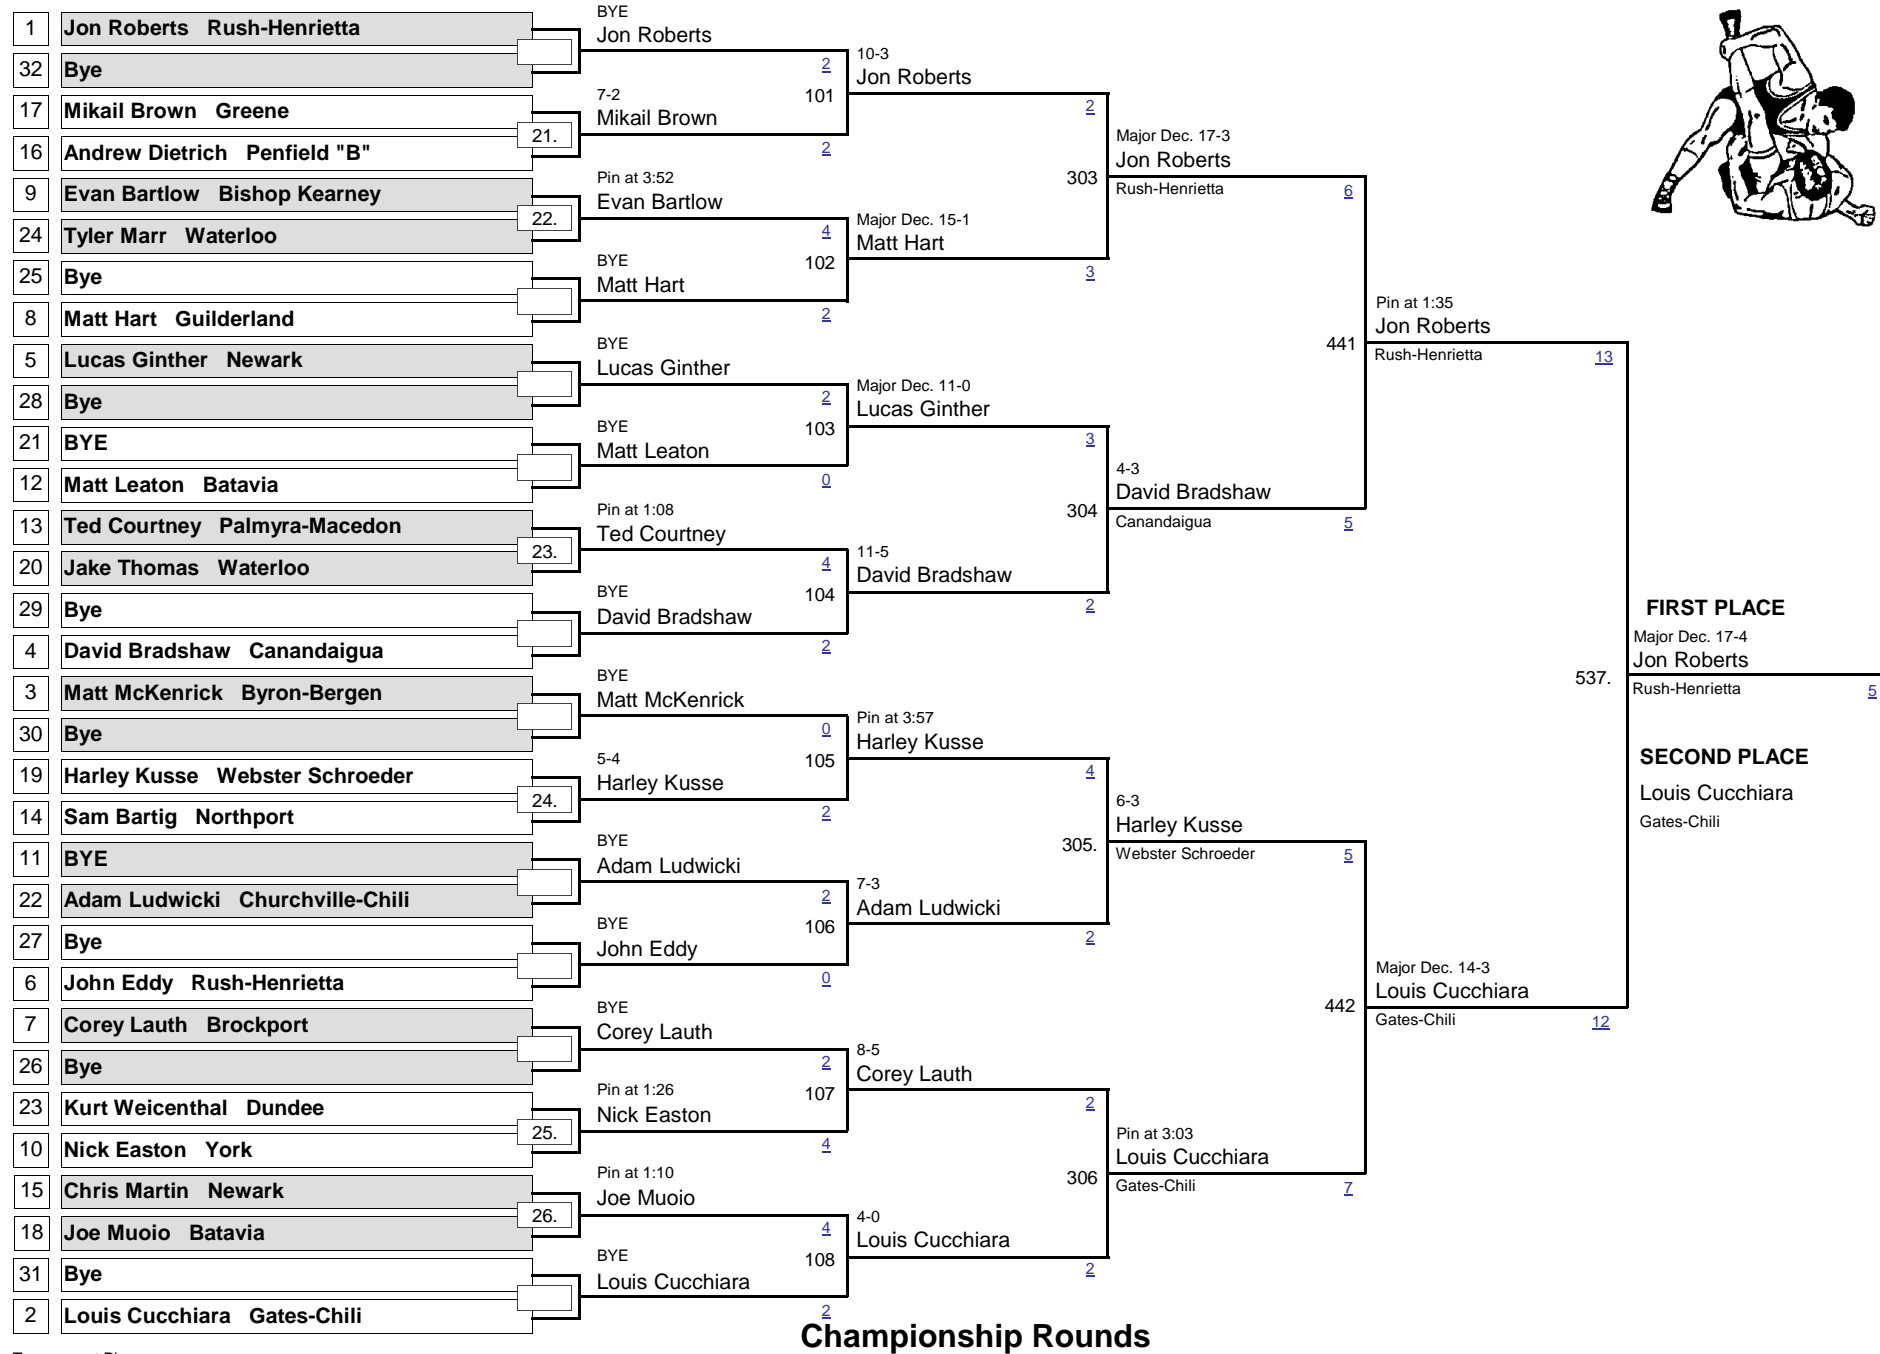 1 Jon Roberts Rush-Henrietta
32 Bye
17 Mikail Brown Greene
21.
16 Andrew Dietrich Penfield "B"
9 Evan Bartlow Bishop Kearney
22.
24 Tyler Marr Waterloo
25 Bye
8 Matt Hart Guilderland
5 Lucas Ginther Newark
28 Bye
21 BYE
12 Matt Leaton Batavia
13 Ted Courtney Palmyra-Macedon
23.
20 Jake Thomas Waterloo
29 Bye
4 David Bradshaw Canandaigua
3 Matt McKenrick Byron-Bergen
30 Bye
19 Harley Kusse Webster Schroeder
24.
14 Sam Bartig Northport
11 BYE
22 Adam Ludwicki Churchville-Chili
27 Bye
6 John Eddy Rush-Henrietta
7 Corey Lauth Brockport
26 Bye
23 Kurt Weicenthal Dundee
25.
10 Nick Easton York
15 Chris Martin Newark
26.
18 Joe Muoio Batavia
31 Bye
2 Louis Cucchiara Gates-Chili
BYE
Jon Roberts
2
101
7-2
Mikail Brown
2
Pin at 3:52
Evan Bartlow
4
102
BYE
Matt Hart
2
BYE
Lucas Ginther
2
103
BYE
Matt Leaton
0
Pin at 1:08
Ted Courtney
4
104
BYE
David Bradshaw
2
BYE
Matt McKenrick
0
105
5-4
Harley Kusse
2
BYE
Adam Ludwicki
2
106
BYE
John Eddy
0
BYE
Corey Lauth
2
107
Pin at 1:26
Nick Easton
4
Pin at 1:10
Joe Muoio
4
108
BYE
Louis Cucchiara
2
10-3
Jon Roberts
2
303
Major Dec. 15-1
Matt Hart
3
Major Dec. 11-0
Lucas Ginther
3
304
11-5
David Bradshaw
2
Pin at 3:57
Harley Kusse
4
305.
7-3
Adam Ludwicki
2
8-5
Corey Lauth
2
306
4-0
Louis Cucchiara
2
Major Dec. 17-3
Jon Roberts
Rush-Henrietta 6
441
4-3
David Bradshaw
Canandaigua 5
6-3
Harley Kusse
Webster Schroeder 5
442
Pin at 3:03
Louis Cucchiara
Gates-Chili 7
Pin at 1:35
Jon Roberts
Rush-Henrietta 13
537.
Major Dec. 14-3
Louis Cucchiara
Gates-Chili 12
FIRST PLACE
Major Dec. 17-4
Jon Roberts
Rush-Henrietta 5
SECOND PLACE
Louis Cucchiara
Gates-Chili
Championship Rounds